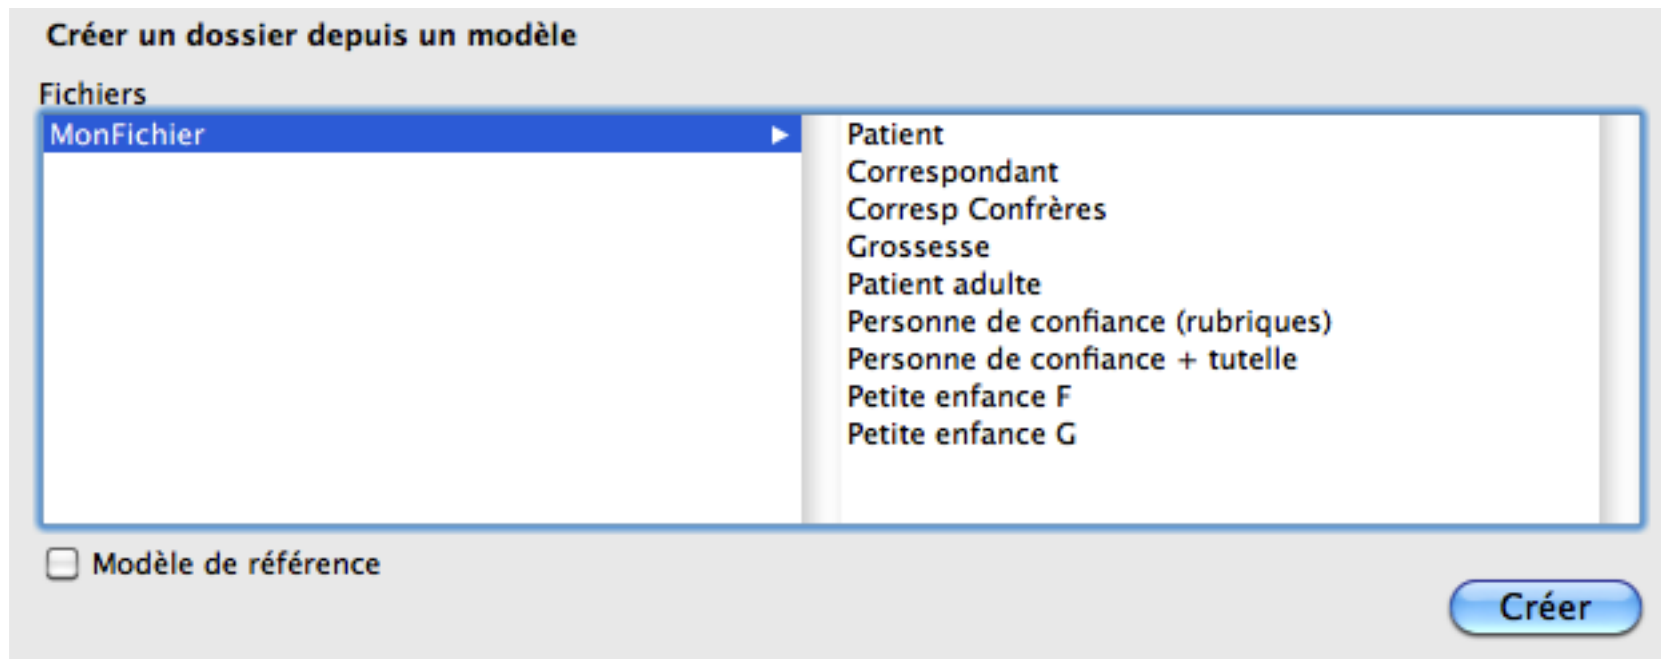 Créer un dossier depuis un modèle
Fichiers
MonFichier
Patient
Correspondant
Corresp Confrères
Grossesse
Patient adulte
Personne de confiance (rubriques)
Personne de confiance + tutelle
Petite enfance F
Petite enfance G
Modèle de référence
Créer